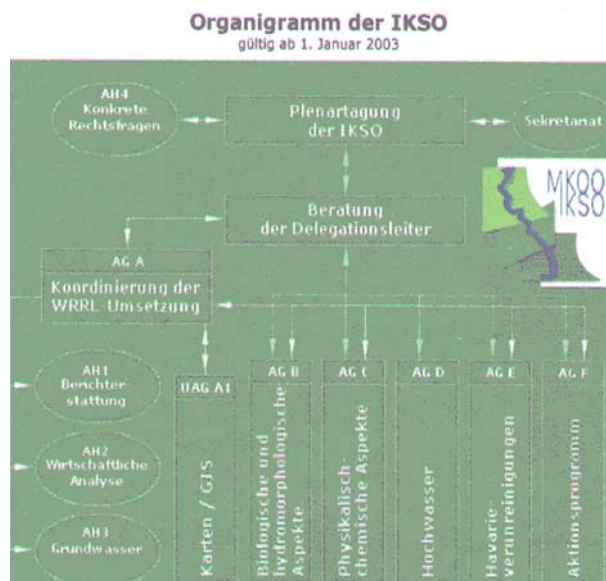 Organigramm der IKSO
gültig ab 1. Januar 2003
AH4
Konkrete
Rechtsfragen
Plenartagung
der IKSO
Sekretariat
MKOO
IKSO
Beratung
der Delegationsleiter
AG A
Koordinierung der
WRRL-Umsetzung
AH1
Berichter
stattung
AH2
Wirtschaftliche
Analyse
AH3
Grundwasser
UAG A1
Karten / GIS
AG B
Biologische und
hydromorphologische
Aspekte
AG C
Physikalisch-
chemische Aspekte
AG D
Hochwasser
AG E
Havarie-
verunreinigungen
AG F
Aktionsprogramm